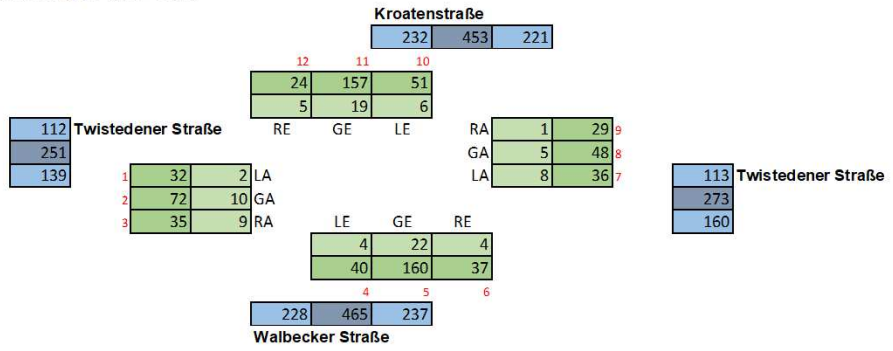 Kroatenstraße
232 453 221
12 11 10
24 157 51
5 19 6
RE GE LE
112 Twistedener Straße
251
139
RA 1 29 9
GA 5 48 8
LA 8 36 7
1 32 2 LA
2 72 10 GA
3 35 9 RA
113 Twistedener Straße
273
160
LE GE RE
4 22 4
40 160 37
4 5 6
228 465 237
Walbecker Straße